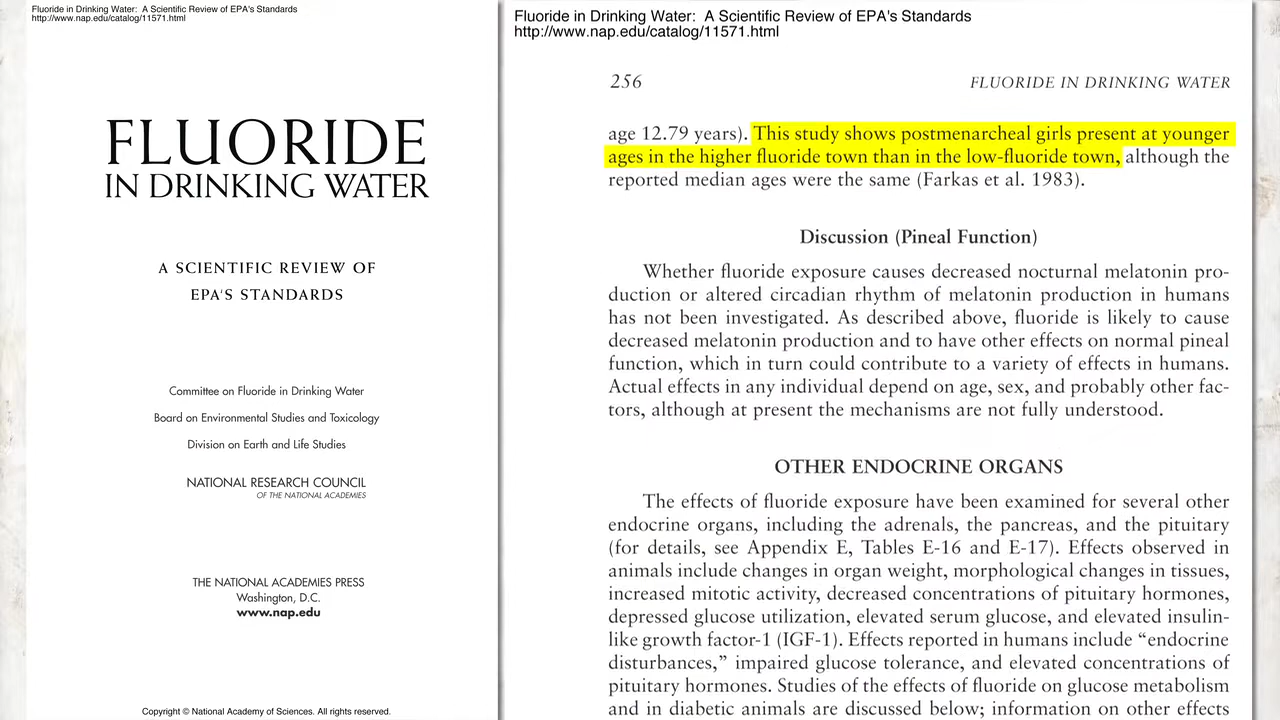 Fluoride in Drinking Water:  A Scientific Review of EPA's Standards
http://www.nap.edu/catalog/11571.html
FLUORIDE
IN DRINKING WATER
A SCIENTIFIC REVIEW OF
EPA'S STANDARDS
Committee on Fluoride in Drinking Water
Board on Environmental Studies and Toxicology
Division on Earth and Life Studies
NATIONAL RESEARCH COUNCIL
OF THE NATIONAL ACADEMIES
THE NATIONAL ACADEMIES PRESS
Washington, D.C.
www.nap.edu
Copyright © National Academy of Sciences. All rights reserved.
Fluoride in Drinking Water:  A Scientific Review of EPA's Standards
http://www.nap.edu/catalog/11571.html
256 FLUORIDE IN DRINKING WATER
age 12.79 years). This study shows postmenarcheal girls present at younger
ages in the higher fluoride town than in the low-fluoride town, although the
reported median ages were the same (Farkas et al. 1983).
Discussion (Pineal Function)
Whether fluoride exposure causes decreased nocturnal melatonin pro-
duction or altered circadian rhythm of melatonin production in humans
has not been investigated. As described above, fluoride is likely to cause
decreased melatonin production and to have other effects on normal pineal
function, which in turn could contribute to a variety of effects in humans.
Actual effects in any individual depend on age, sex, and probably other fac-
tors, although at present the mechanisms are not fully understood.
OTHER ENDOCRINE ORGANS
The effects of fluoride exposure have been examined for several other
endocrine organs, including the adrenals, the pancreas, and the pituitary
(for details, see Appendix E, Tables E-16 and E-17). Effects observed in
animals include changes in organ weight, morphological changes in tissues,
increased mitotic activity, decreased concentrations of pituitary hormones,
depressed glucose utilization, elevated serum glucose, and elevated insulin-
like growth factor-1 (IGF-1). Effects reported in humans include “endocrine
disturbances,” impaired glucose tolerance, and elevated concentrations of
pituitary hormones. Studies of the effects of fluoride on glucose metabolism
and in diabetic animals are discussed below; information on other effects